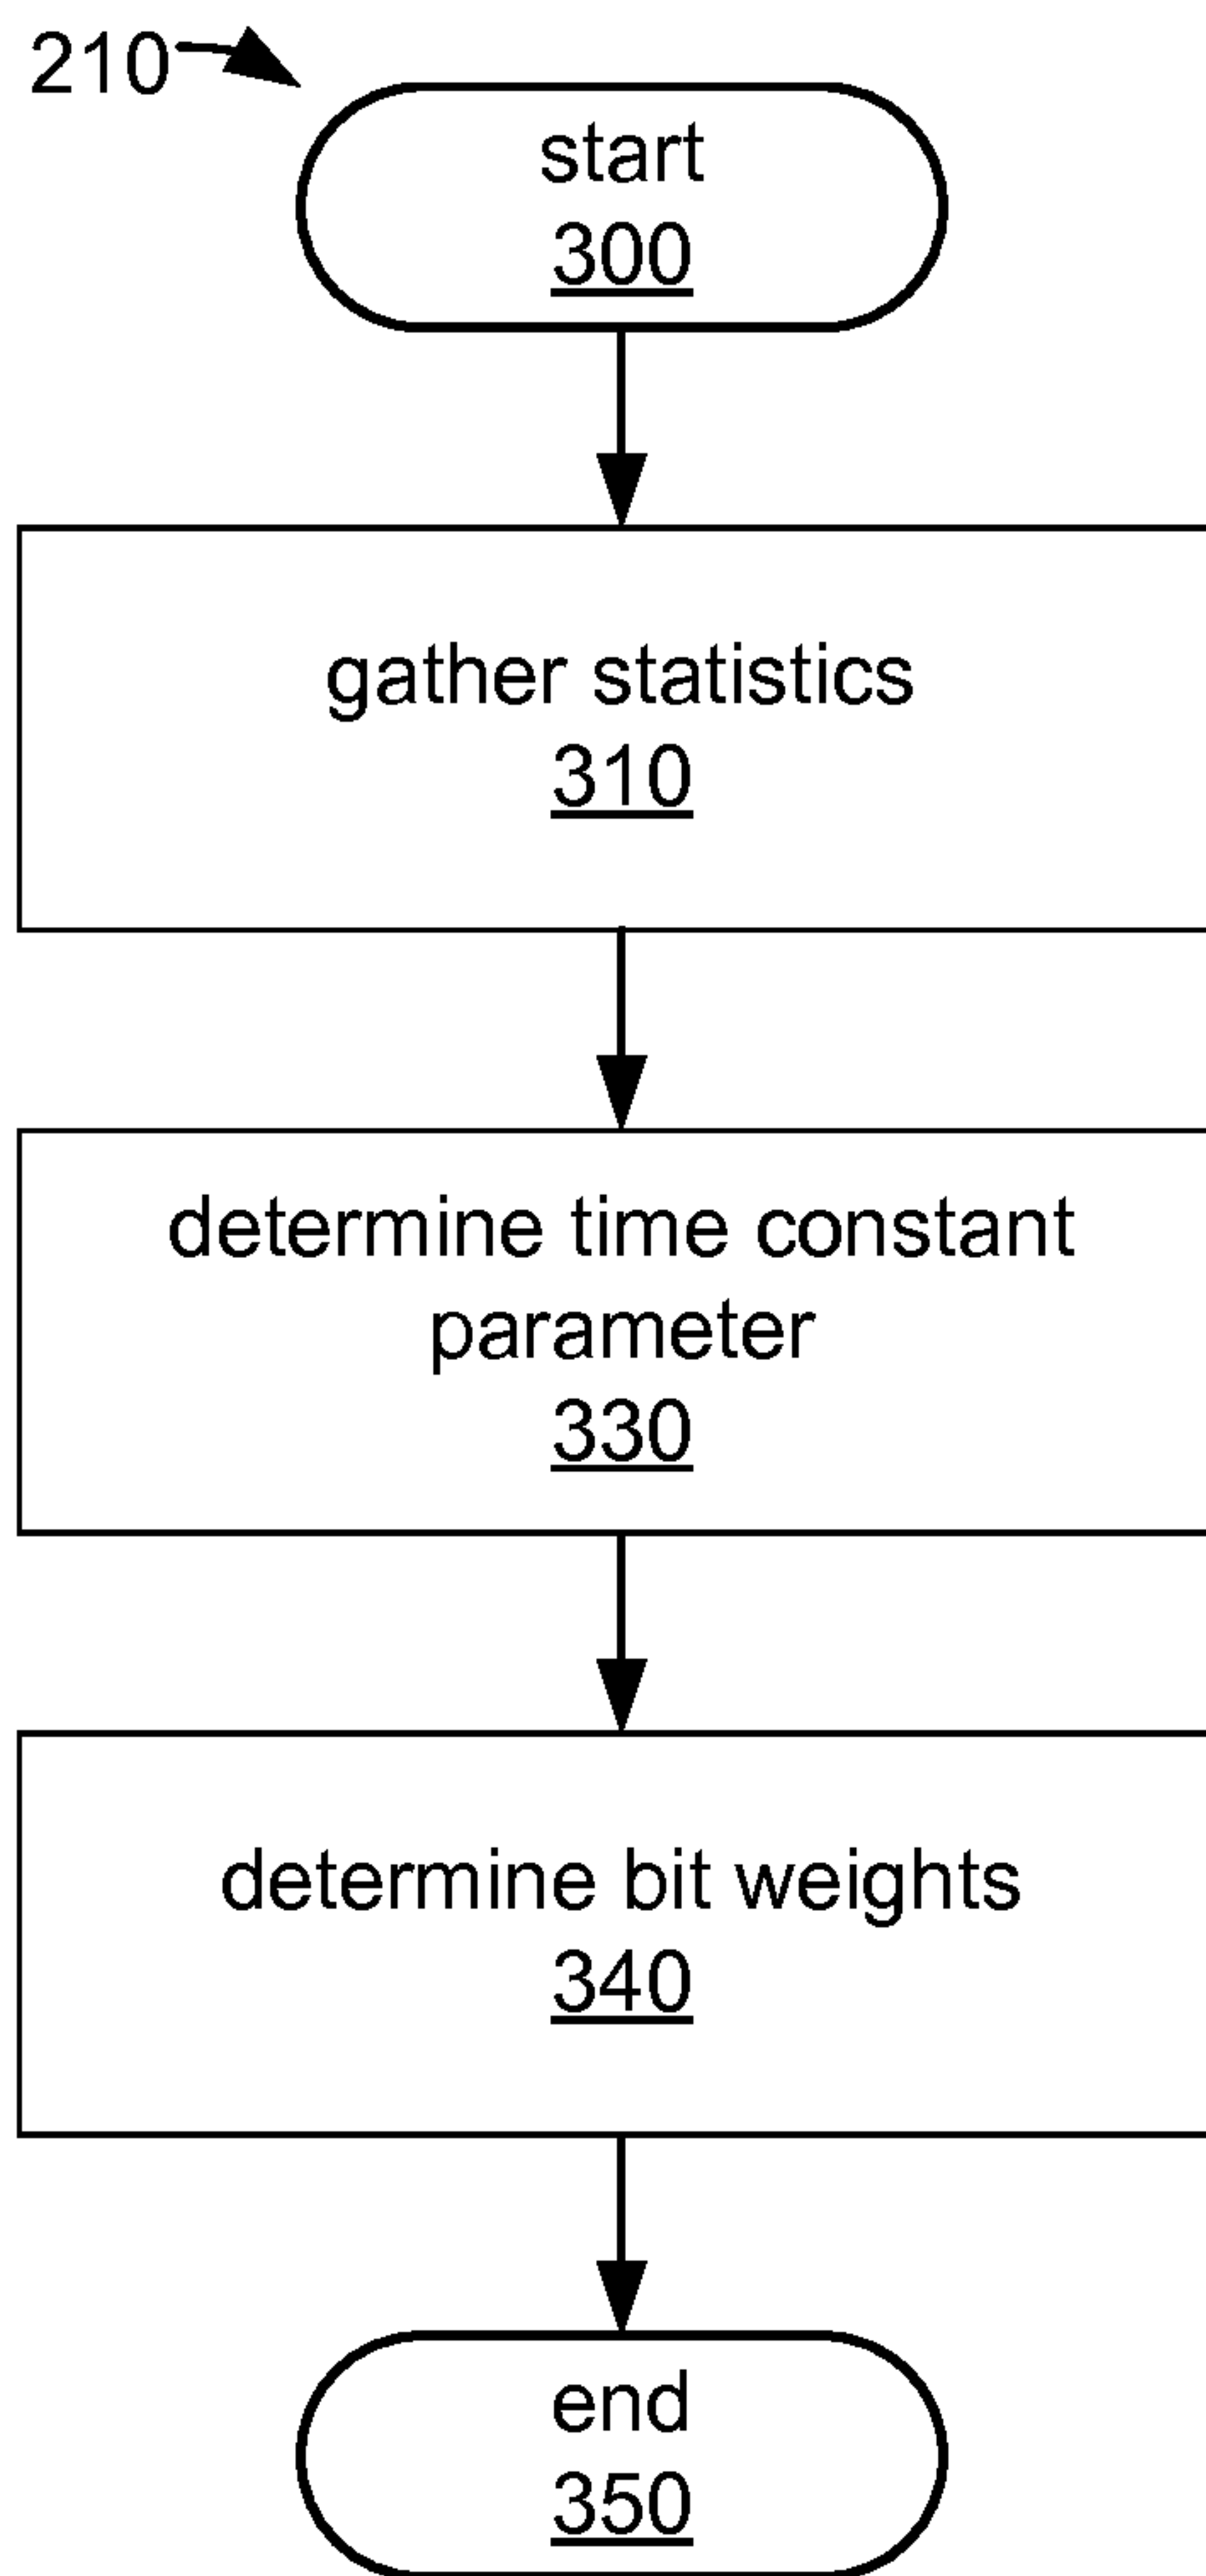 210
start
300
gather statistics
310
determine time constant
parameter
330
determine bit weights
340
end
350